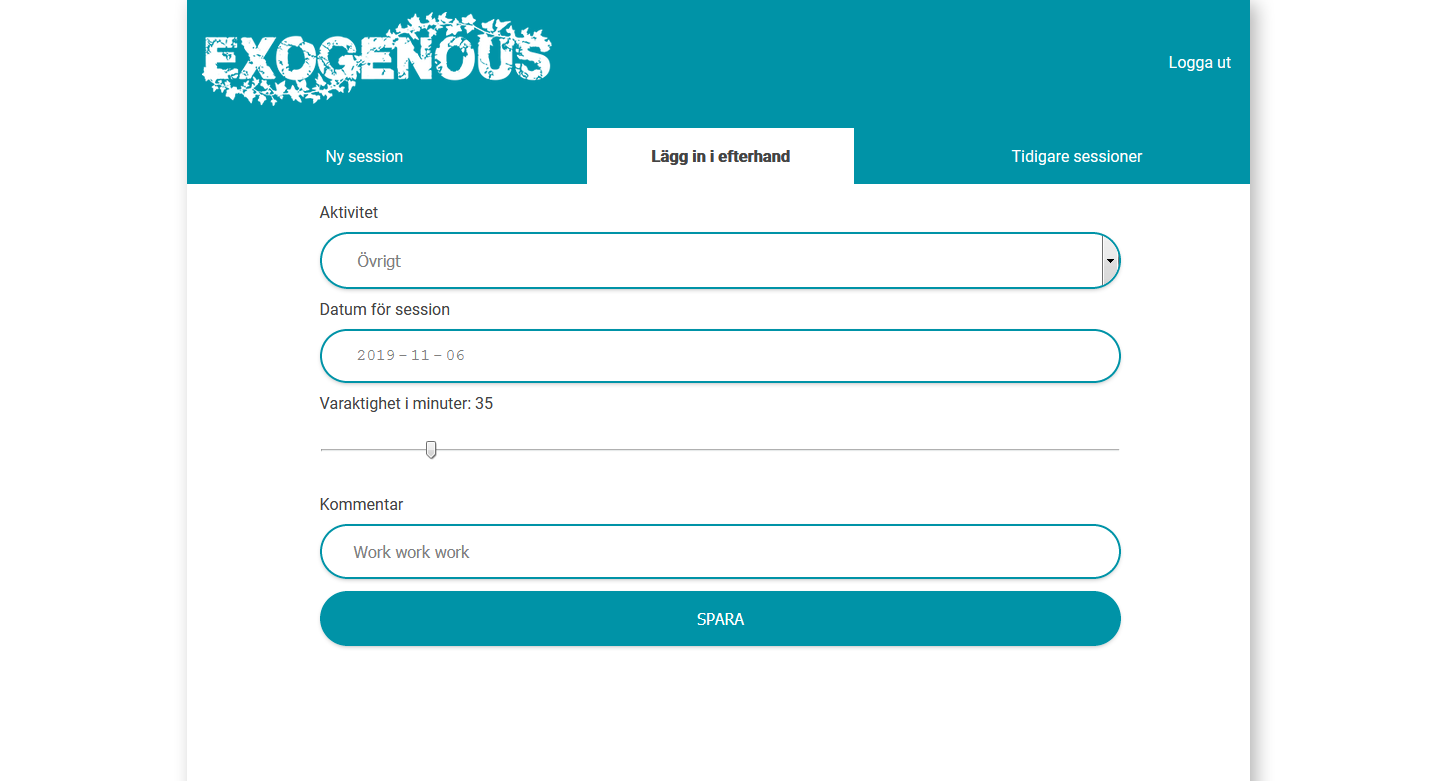 EXOGENOUS
Logga ut
Ny session
Lägg in i efterhand
Tidigare sessioner
Aktivitet
Övrigt
Datum för session
2019 – 11 – 06
Varaktighet i minuter: 35
Kommentar
Work work work
SPARA